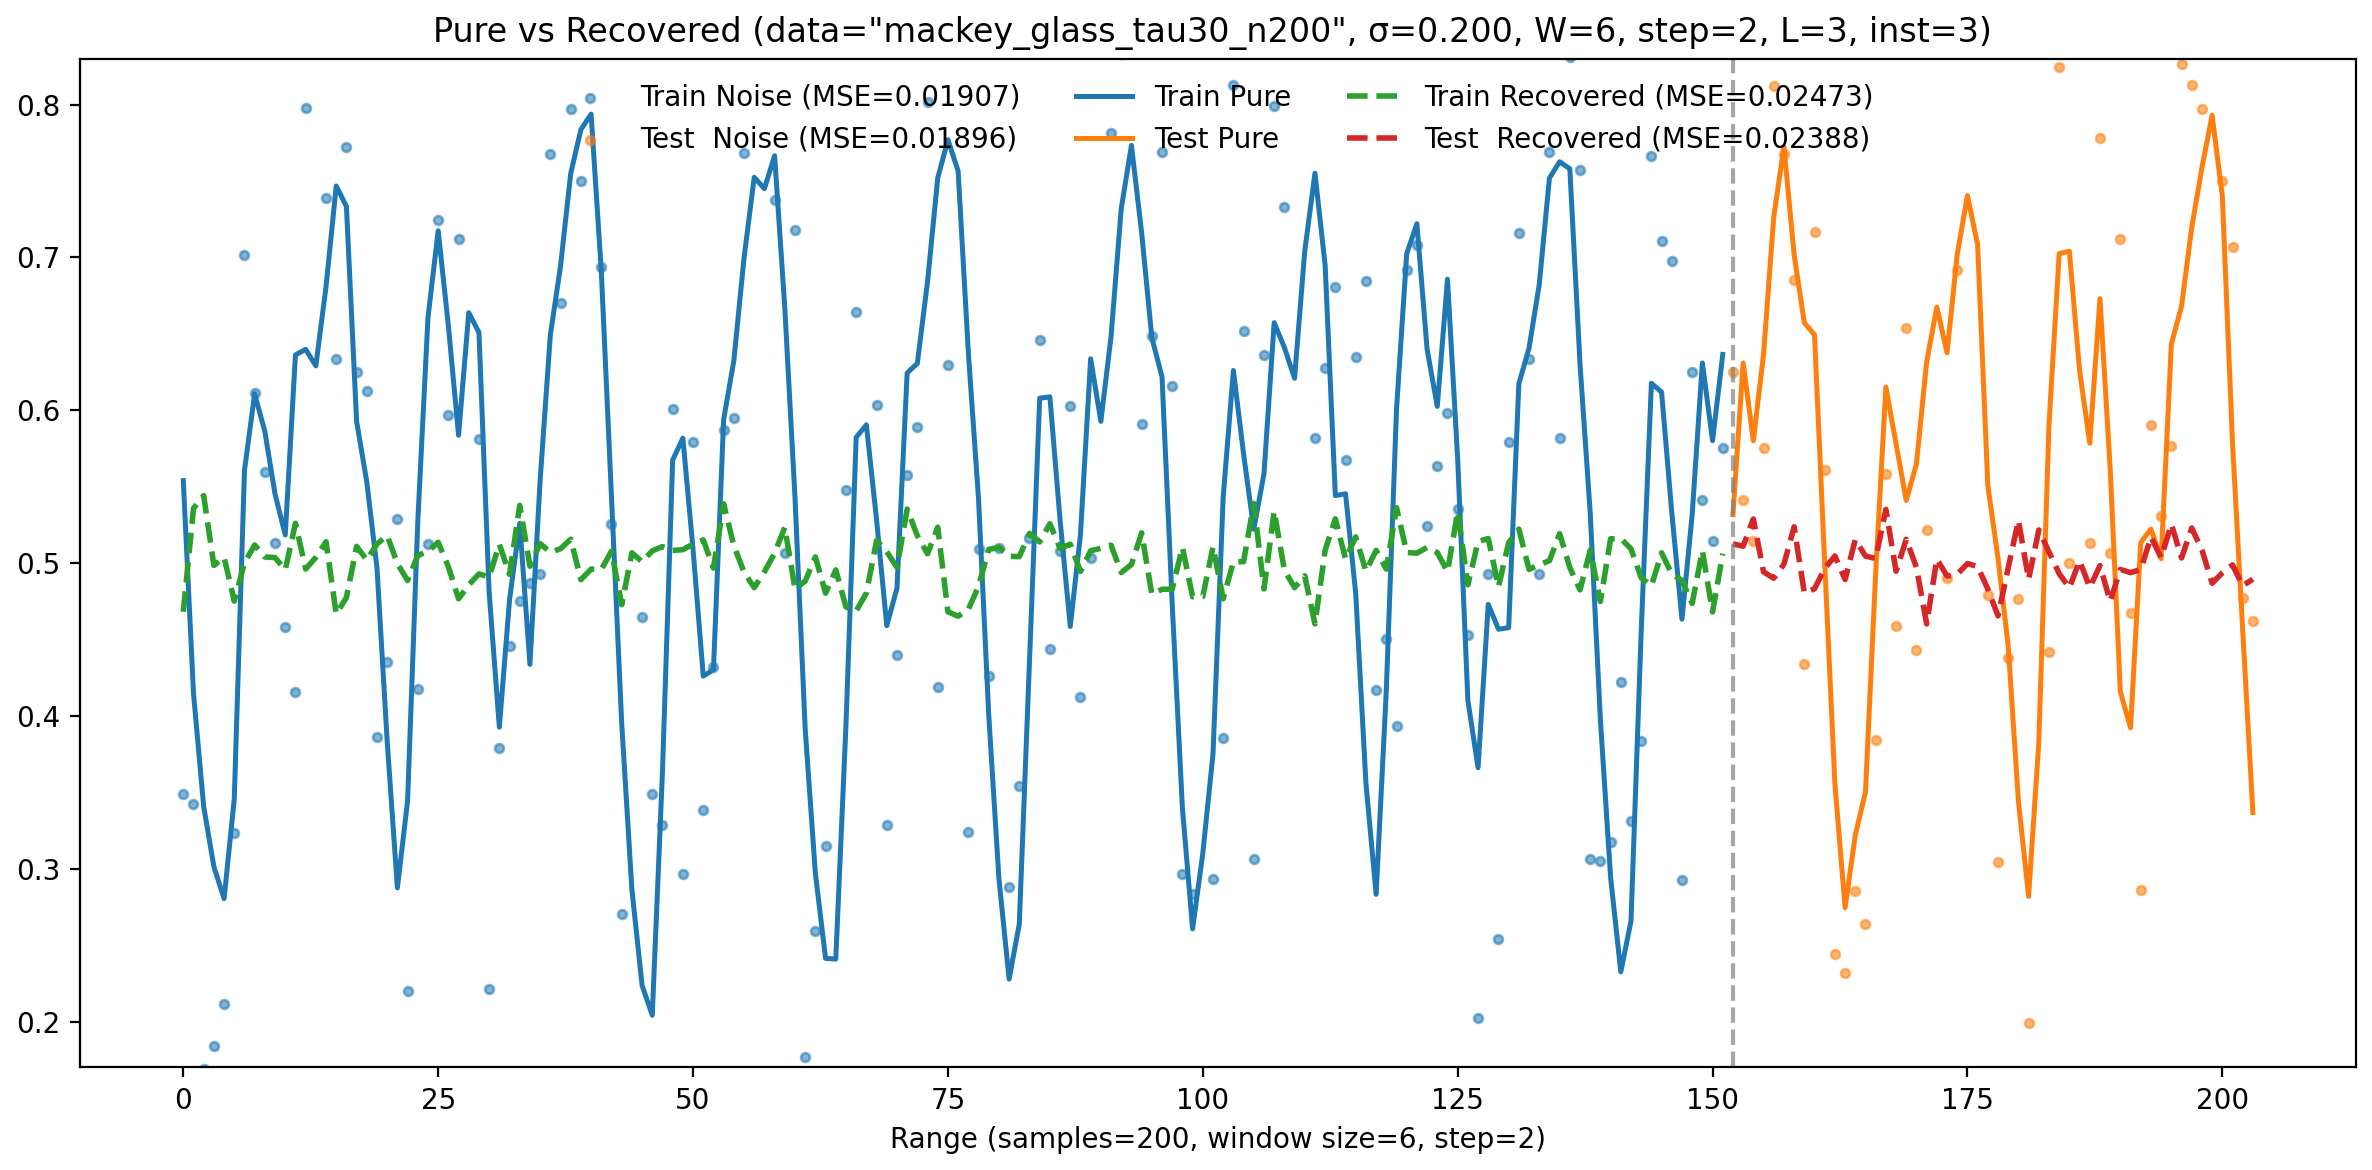 Pure vs Recovered (data="mackey_glass_tau30_n200", σ=0.200, W=6, step=2, L=3, inst=3)
Train Noise (MSE=0.01907) Train Pure Train Recovered (MSE=0.02473)
Test  Noise (MSE=0.01896) Test Pure Test  Recovered (MSE=0.02388)
0.8
0.7
0.6
0.5
0.4
0.3
0.2
0 25 50 75 100 125 150 175 200
Range (samples=200, window size=6, step=2)